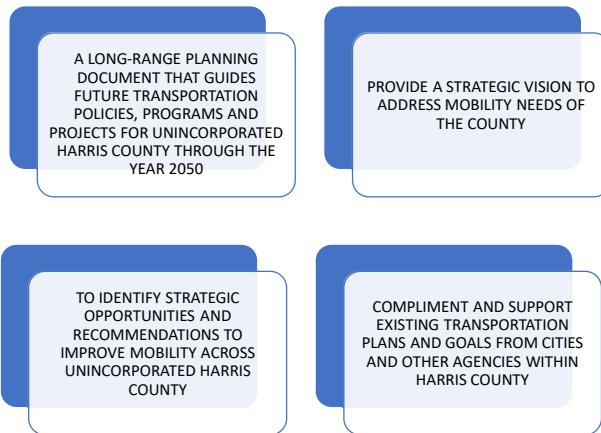 A LONG-RANGE PLANNING
DOCUMENT THAT GUIDES
FUTURE TRANSPORTATION
POLICIES, PROGRAMS AND
PROJECTS FOR UNINCORPORATED
HARRIS COUNTY THROUGH THE
YEAR 2050
PROVIDE A STRATEGIC VISION TO
ADDRESS MOBILITY NEEDS OF
THE COUNTY
TO IDENTIFY STRATEGIC
OPPORTUNITIES AND
RECOMMENDATIONS TO
IMPROVE MOBILITY ACROSS
UNINCORPORATED HARRIS
COUNTY
COMPLIMENT AND SUPPORT
EXISTING TRANSPORTATION
PLANS AND GOALS FROM CITIES
AND OTHER AGENCIES WITHIN
HARRIS COUNTY